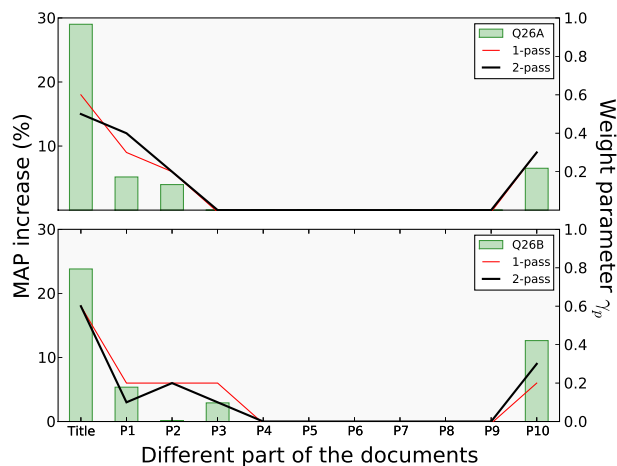 MAP increase (%)
Weight parameter γp
30
20
10
1.0
0.8
0.6
0.4
0.2
Q26A
1-pass
2-pass
30
20
10
0
1.0
0.8
0.6
0.4
0.2
0.0
Q26B
1-pass
2-pass
Title P1 P2 P3 P4 P5 P6 P7 P8 P9 P10
Different part of the documents